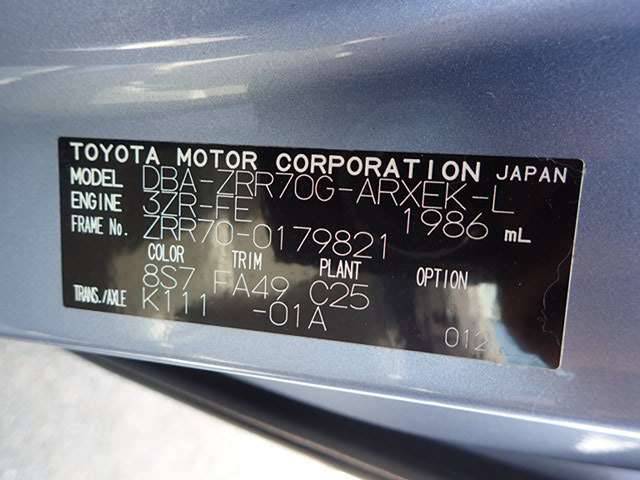 TOYOTA MOTOR CORPORATION JAPAN
MODEL DBA-ZRR70G-ARXEK-L
ENGINE 3ZR-FE 1986 mL
FRAME No. ZRR70-0179821
COLOR TRIM PLANT OPTION
8S7 FA49 C25
TRANS./AXLE K111 -01A 012